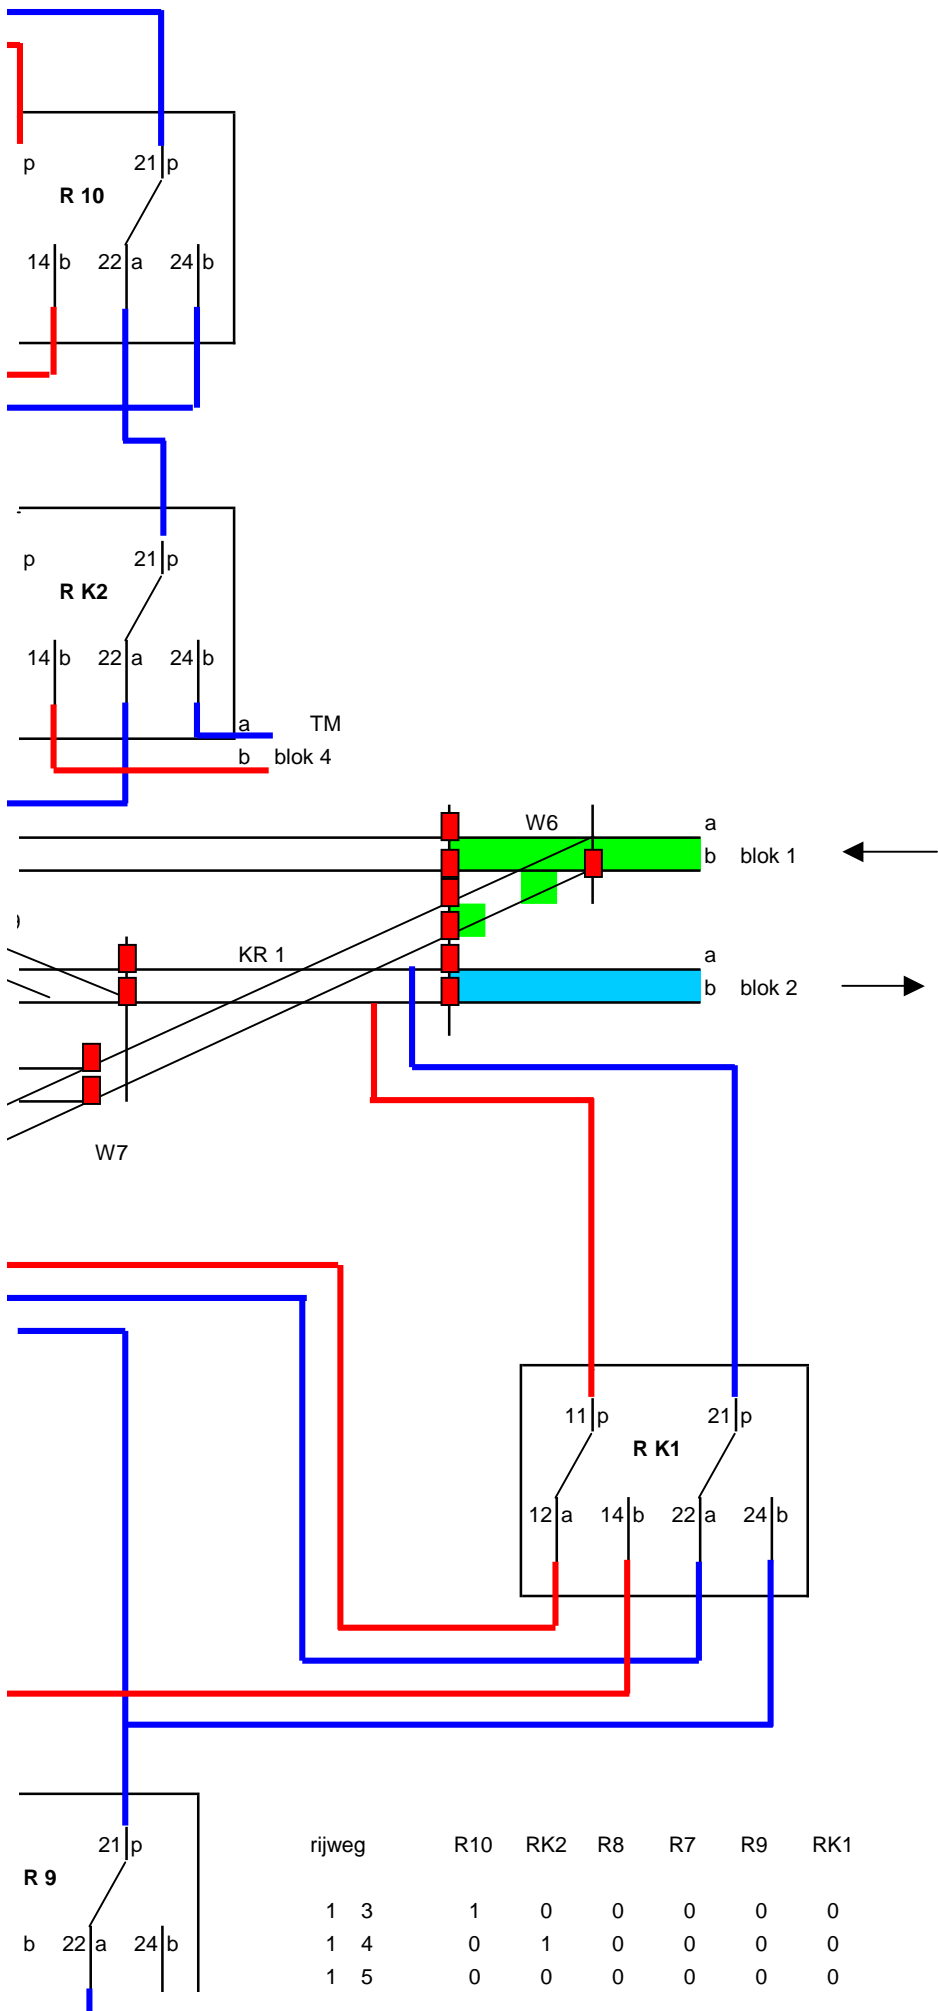 p 21 p
R 10
14 b 22 a 24 b
p 21 p
R K2
14 b 22 a 24 b
a TM
b blok 4
W6 a
b blok 1
KR 1 a
b blok 2
W7
11 p 21 p
R K1
12 a 14 b 22 a 24 b
21 p
R 9
b 22 a 24 b
rijweg R10 RK2 R8 R7 R9 RK1
1 3 1 0 0 0 0 0
1 4 0 1 0 0 0 0
1 5 0 0 0 0 0 0